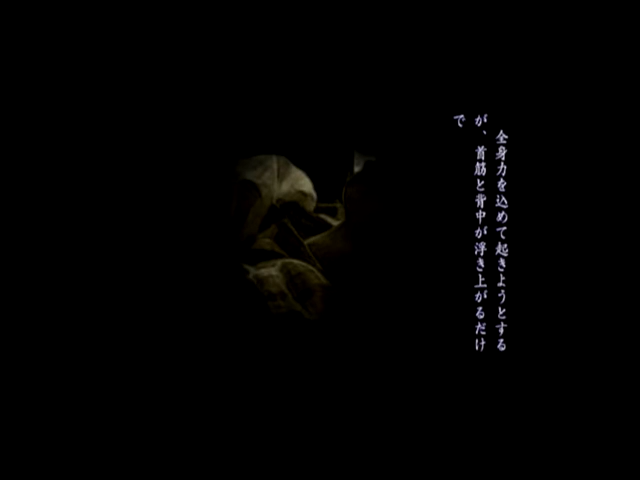 全身力を込めて起きようとする
が、首筋と背中が浮き上がるだけ
で